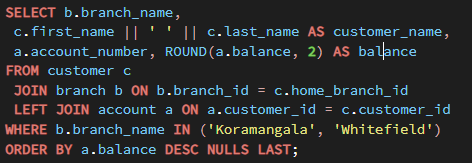 SELECT b.branch_name,
c.first_name || ' ' || c.last_name AS customer_name,
a.account_number, ROUND(a.balance, 2) AS balance
FROM customer c
JOIN branch b ON b.branch_id = c.home_branch_id
LEFT JOIN account a ON a.customer_id = c.customer_id
WHERE b.branch_name IN ('Koramangala', 'Whitefield')
ORDER BY a.balance DESC NULLS LAST;